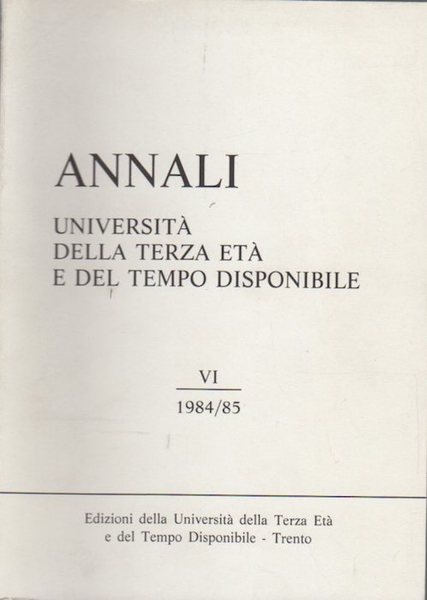 ANNALI
UNIVERSITÀ
DELLA TERZA ETÀ
E DEL TEMPO DISPONIBILE
VI
1984/85
Edizioni della Università della Terza Età
e del Tempo Disponibile - Trento